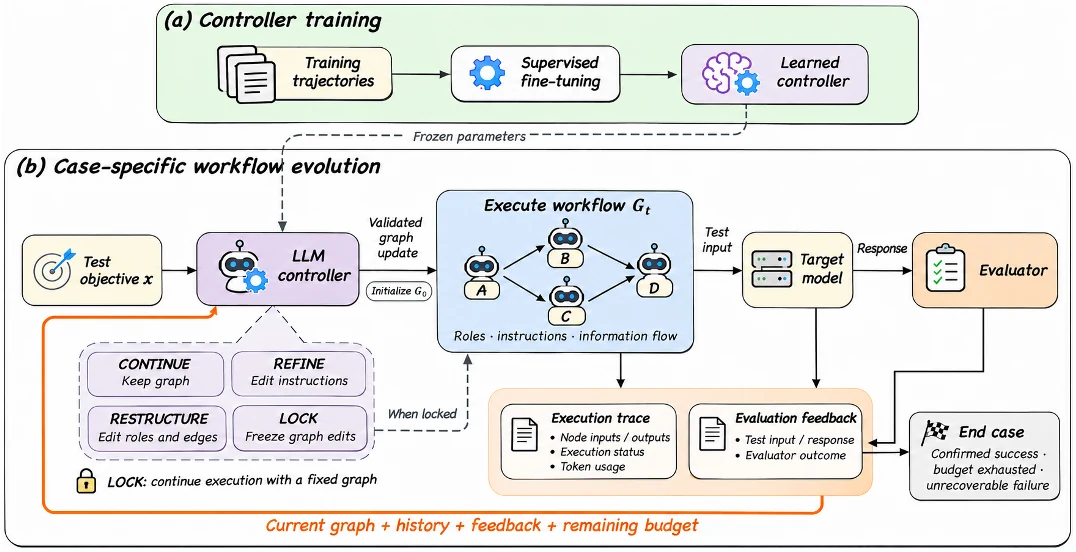 (a) Controller training
Training
trajectories
Supervised
fine-tuning
Learned
controller
Frozen parameters
(b) Case-specific workflow evolution
Test
objective x
LLM
controller
Validated
graph
update
Initialize G₀
Execute workflow Gₜ
A
B
C
D
Roles · instructions · information flow
Test
input
Target
model
Response
Evaluator
CONTINUE
Keep graph
REFINE
Edit instructions
RESTRUCTURE
Edit roles and edges
LOCK
Freeze graph edits
When locked
LOCK: continue execution with a fixed graph
Execution trace
• Node inputs / outputs
• Execution status
• Token usage
Evaluation feedback
• Test input / response
• Evaluator outcome
End case
Confirmed success ·
budget exhausted ·
unrecoverable failure
Current graph + history + feedback + remaining budget